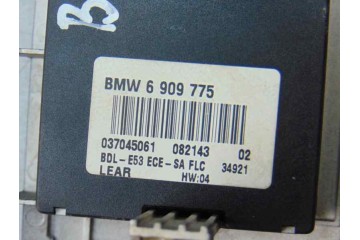 B
BMW 6 909 775
037045061 082143 02
BDL-E53 ECE-SA FLC 34921
LEAR HW:04